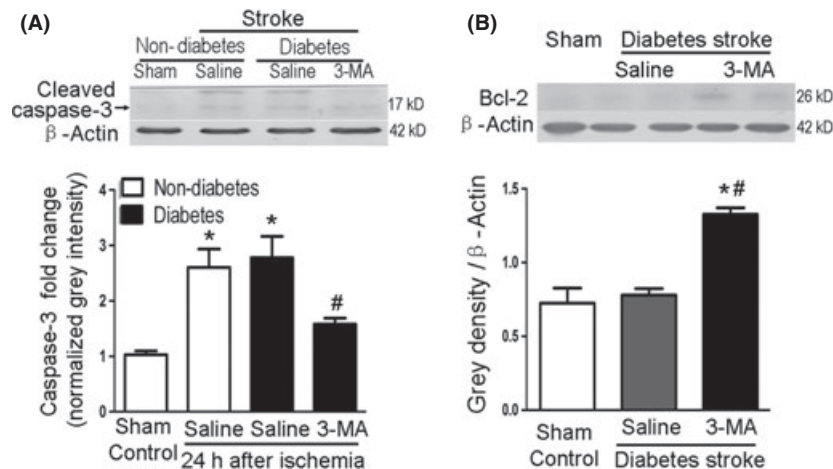 (A)
Stroke
Non-diabetes Diabetes
Sham Saline Saline 3-MA
Cleaved
caspase-3 17 kD
β-Actin 42 kD
Non-diabetes
Diabetes
Caspase-3 fold change
(normalized grey intensity)
4
3
2
1
0
* * #
Sham Saline Saline 3-MA
Control 24 h after ischemia
(B)
Sham Diabetes stroke
Saline 3-MA
Bcl-2 26 kD
β-Actin 42 kD
Grey density / β-Actin
1.5
1.0
0.5
0.0
*#
Sham Saline 3-MA
Control Diabetes stroke